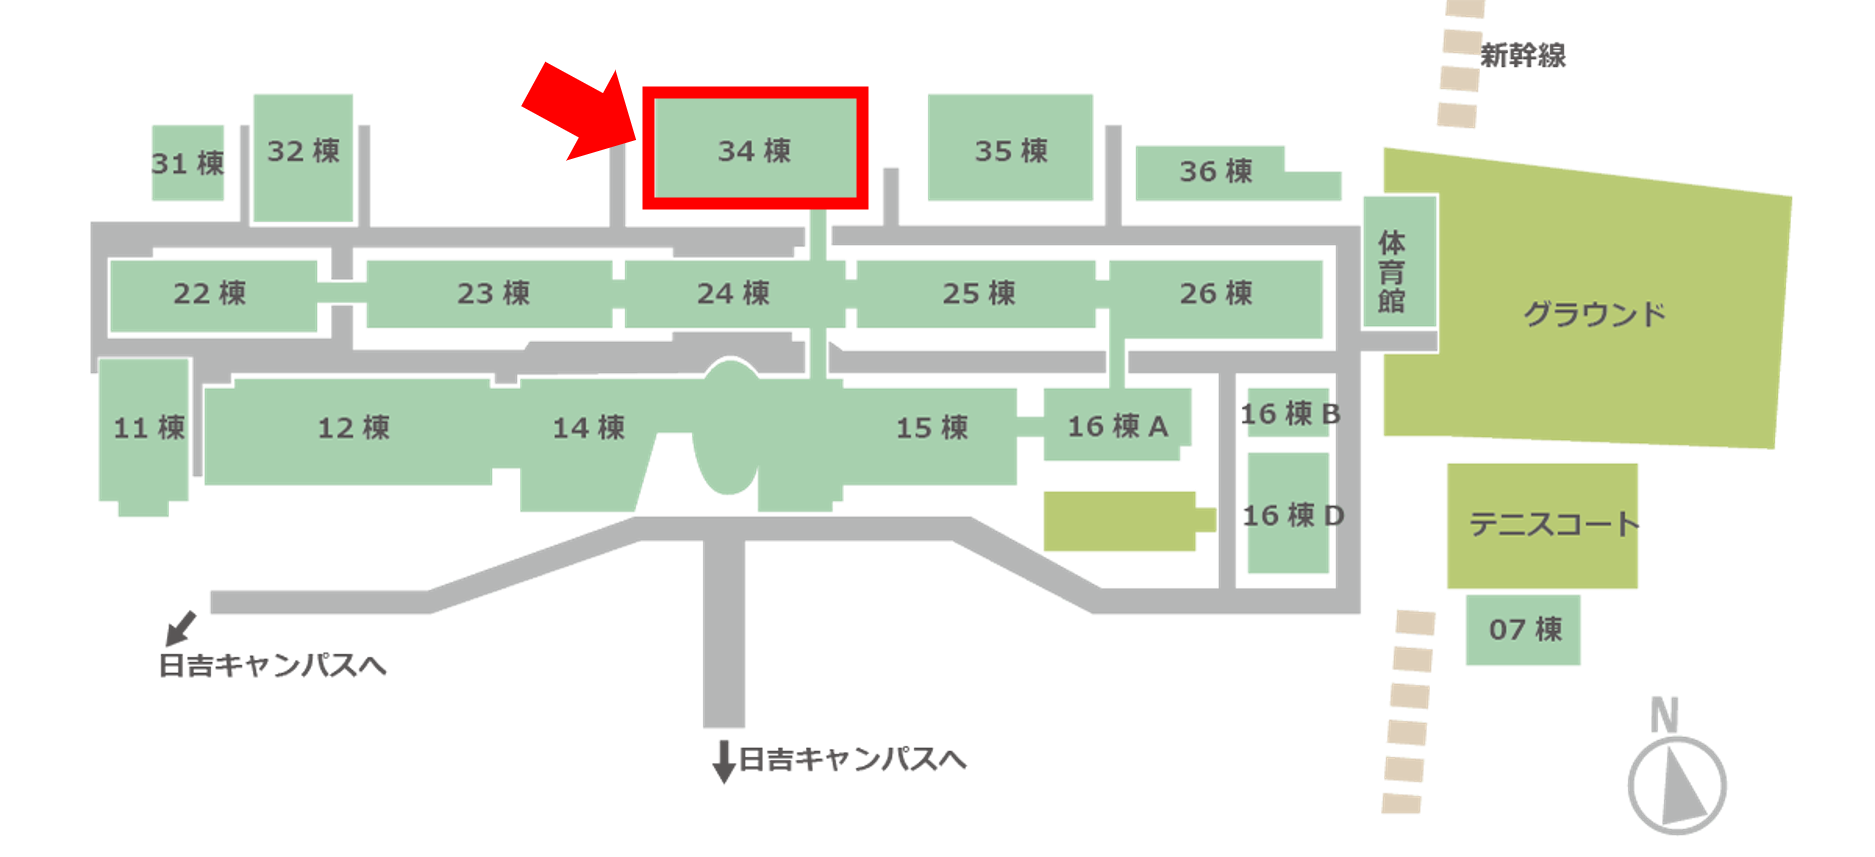 新幹線
31 棟
32 棟
34 棟
35 棟
36 棟
体育館
グラウンド
22 棟
23 棟
24 棟
25 棟
26 棟
11 棟
12 棟
14 棟
15 棟
16 棟 A
16 棟 B
16 棟 D
テニスコート
07 棟
日吉キャンパスへ
日吉キャンパスへ
N